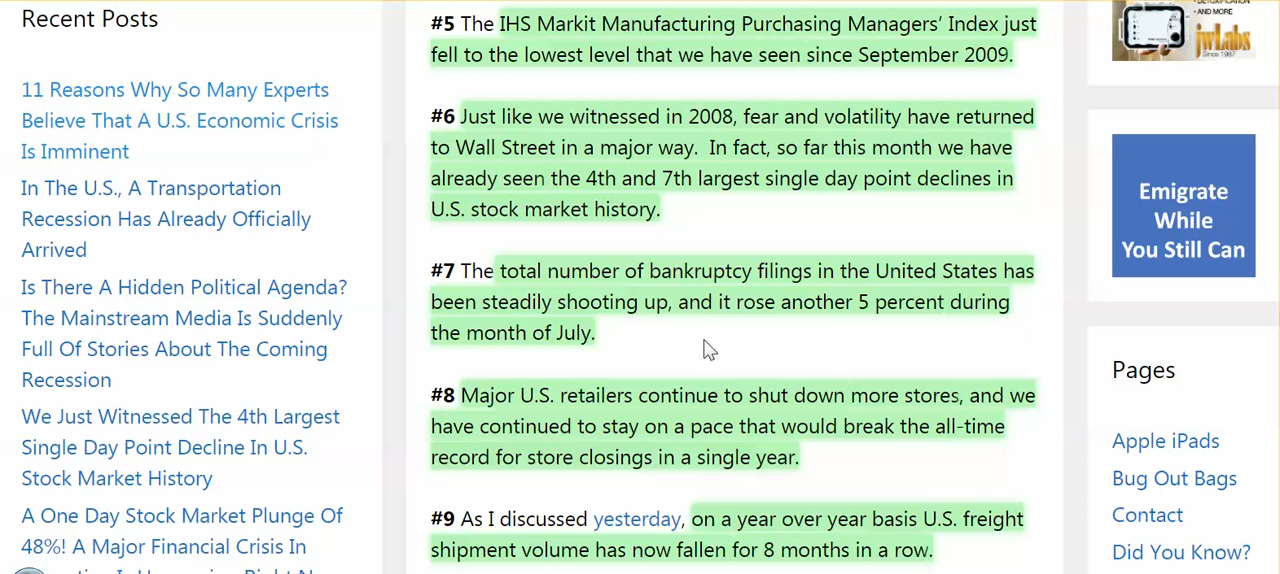 Recent Posts
11 Reasons Why So Many Experts
Believe That A U.S. Economic Crisis
Is Imminent
In The U.S., A Transportation
Recession Has Already Officially
Arrived
Is There A Hidden Political Agenda?
The Mainstream Media Is Suddenly
Full Of Stories About The Coming
Recession
We Just Witnessed The 4th Largest
Single Day Point Decline In U.S.
Stock Market History
A One Day Stock Market Plunge Of
48%! A Major Financial Crisis In
#5 The IHS Markit Manufacturing Purchasing Managers' Index just
fell to the lowest level that we have seen since September 2009.
#6 Just like we witnessed in 2008, fear and volatility have returned
to Wall Street in a major way. In fact, so far this month we have
already seen the 4th and 7th largest single day point declines in
U.S. stock market history.
#7 The total number of bankruptcy filings in the United States has
been steadily shooting up, and it rose another 5 percent during
the month of July.
#8 Major U.S. retailers continue to shut down more stores, and we
have continued to stay on a pace that would break the all-time
record for store closings in a single year.
#9 As I discussed yesterday, on a year over year basis U.S. freight
shipment volume has now fallen for 8 months in a row.
- AND MORE
jwLabs
Since 1987
Emigrate
While
You Still Can
Pages
Apple iPads
Bug Out Bags
Contact
Did You Know?